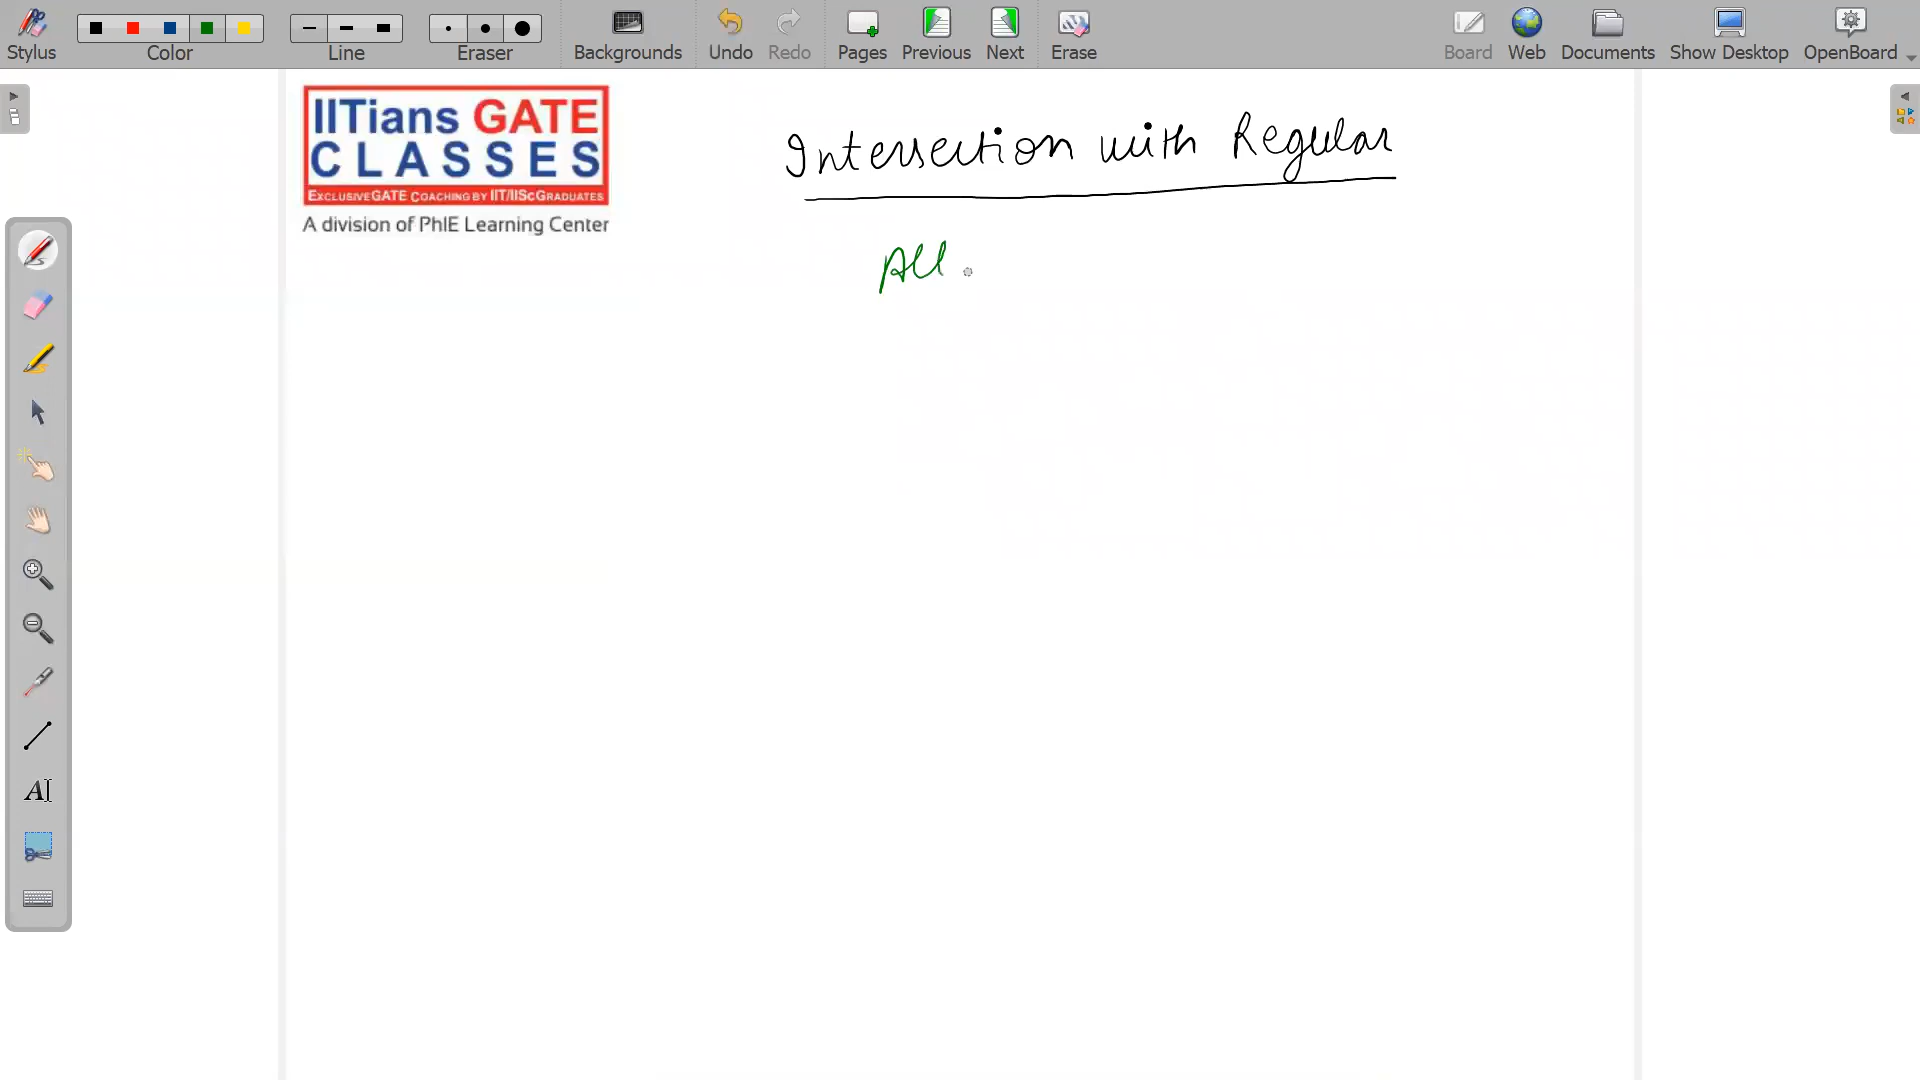 Stylus Color Line Eraser Backgrounds Undo Redo Pages Previous Next Erase Board Web Documents Show Desktop OpenBoard
IITians GATE
CLASSES
EXCLUSIVE GATE COACHING BY IIT/IISc GRADUATES
A division of PhIE Learning Center
Intersection with Regular
All
AI